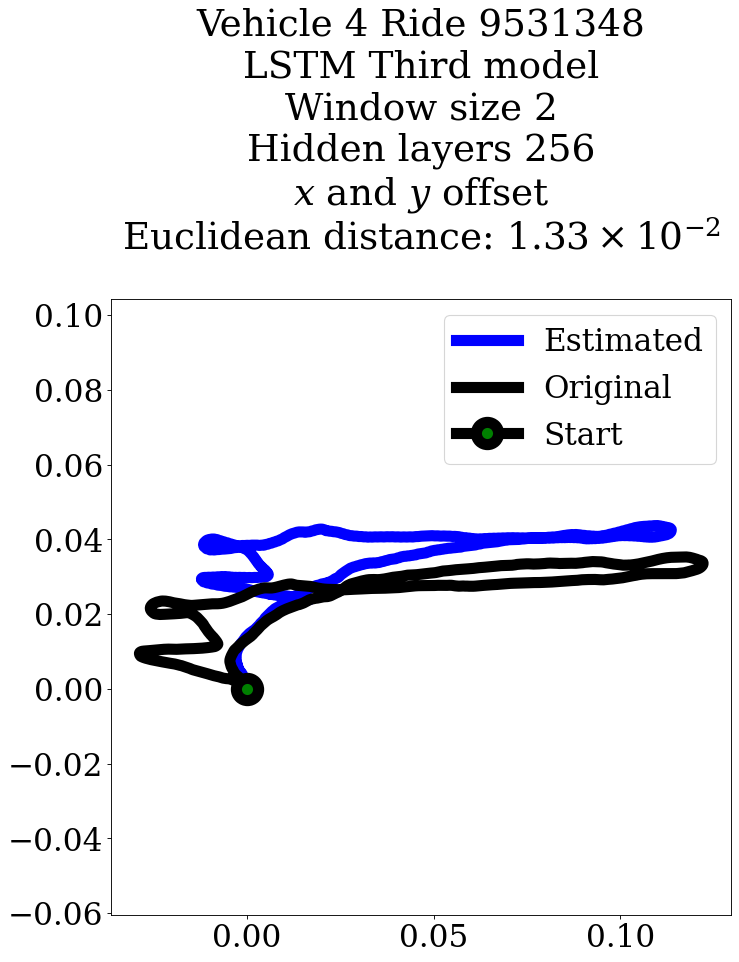 Vehicle 4 Ride 9531348
LSTM Third model
Window size 2
Hidden layers 256
x and y offset
Euclidean distance: 1.33 × 10⁻²
Estimated
Original
Start
0.10
0.08
0.06
0.04
0.02
0.00
−0.02
−0.04
−0.06
0.00 0.05 0.10